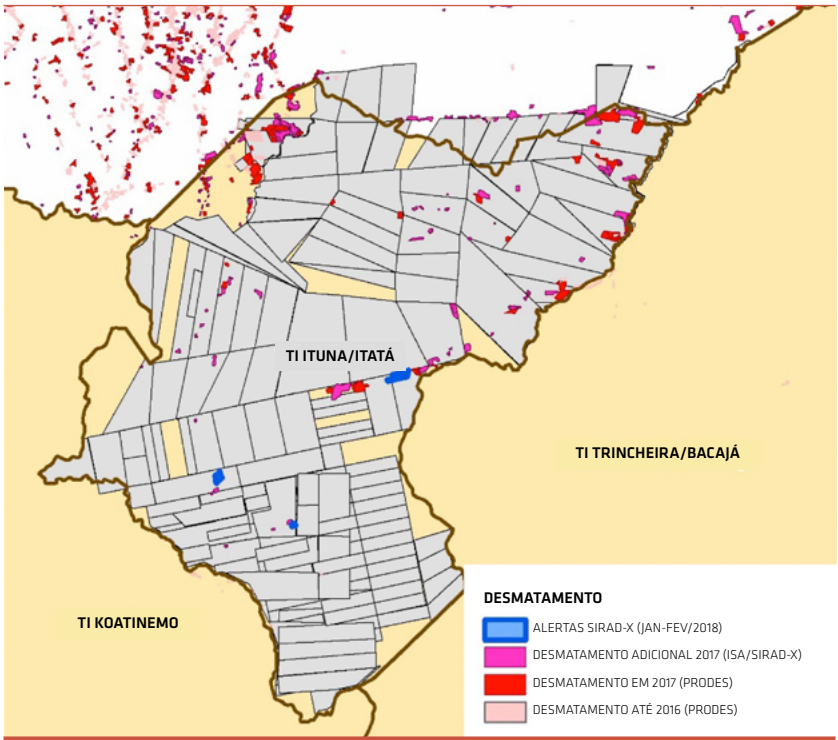 TI ITUNA/ITATÁ
TI TRINCHEIRA/BACAJÁ
TI KOATINEMO
DESMATAMENTO
ALERTAS SIRAD-X (JAN-FEV/2018)
DESMATAMENTO ADICIONAL 2017 (ISA/SIRAD-X)
DESMATAMENTO EM 2017 (PRODES)
DESMATAMENTO ATÉ 2016 (PRODES)